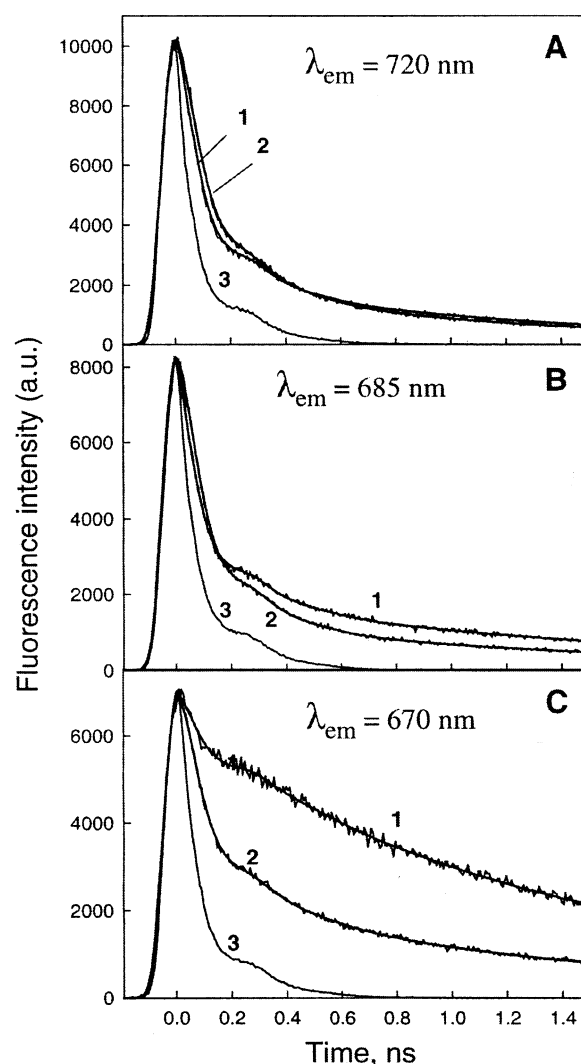 A
λem = 720 nm
10000
8000
6000
4000
2000
0
1
2
3
B
λem = 685 nm
8000
6000
4000
2000
0
1
2
3
C
λem = 670 nm
6000
4000
2000
0
1
2
3
0.0 0.2 0.4 0.6 0.8 1.0 1.2 1.4
Time, ns
Fluorescence intensity (a.u.)